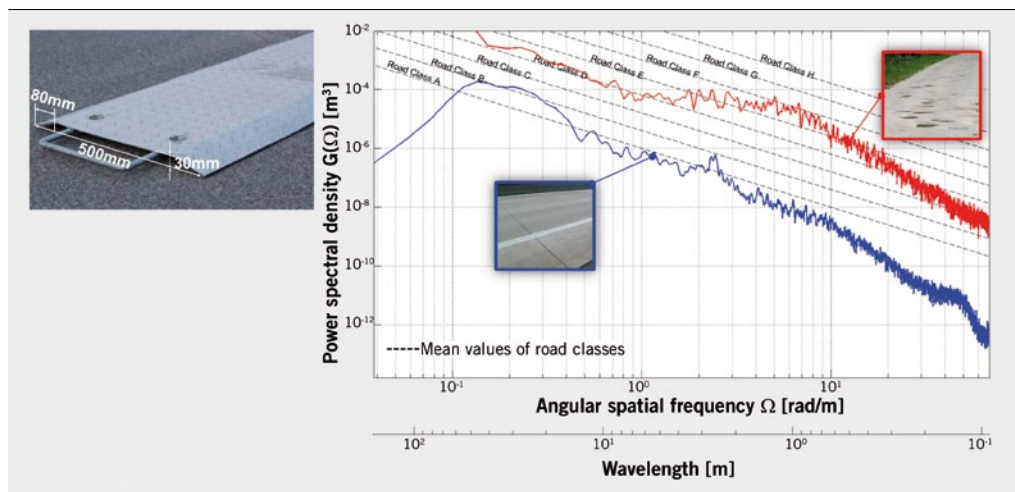 80mm
500mm
30mm
Power spectral density G(Ω) [m³]
10⁻²
10⁻⁴
10⁻⁶
10⁻⁸
10⁻¹⁰
10⁻¹²
Road Class A
Road Class B
Road Class C
Road Class D
Road Class E
Road Class F
Road Class G
Road Class H
-----Mean values of road classes
10⁻¹ 10⁰ 10¹
Angular spatial frequency Ω [rad/m]
10² 10¹ 10⁰ 10⁻¹
Wavelength [m]